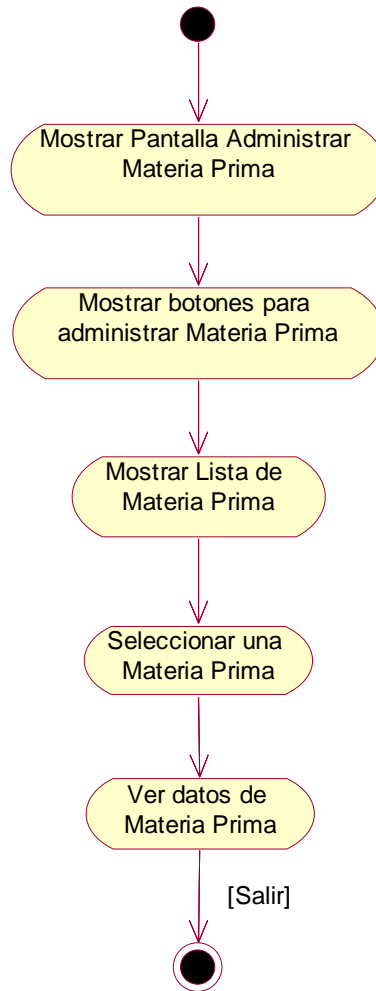 Mostrar Pantalla Administrar
Materia Prima
Mostrar botones para
administrar Materia Prima
Mostrar Lista de
Materia Prima
Seleccionar una
Materia Prima
Ver datos de
Materia Prima
[Salir]